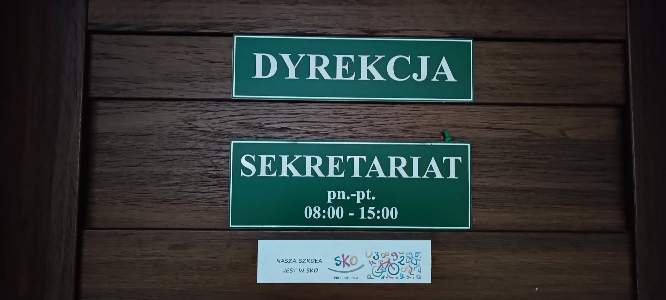 DYREKCJA
SEKRETARIAT
pn.-pt.
08:00 - 15:00
NASZA SZKOŁA
JEST W SKO
SKO